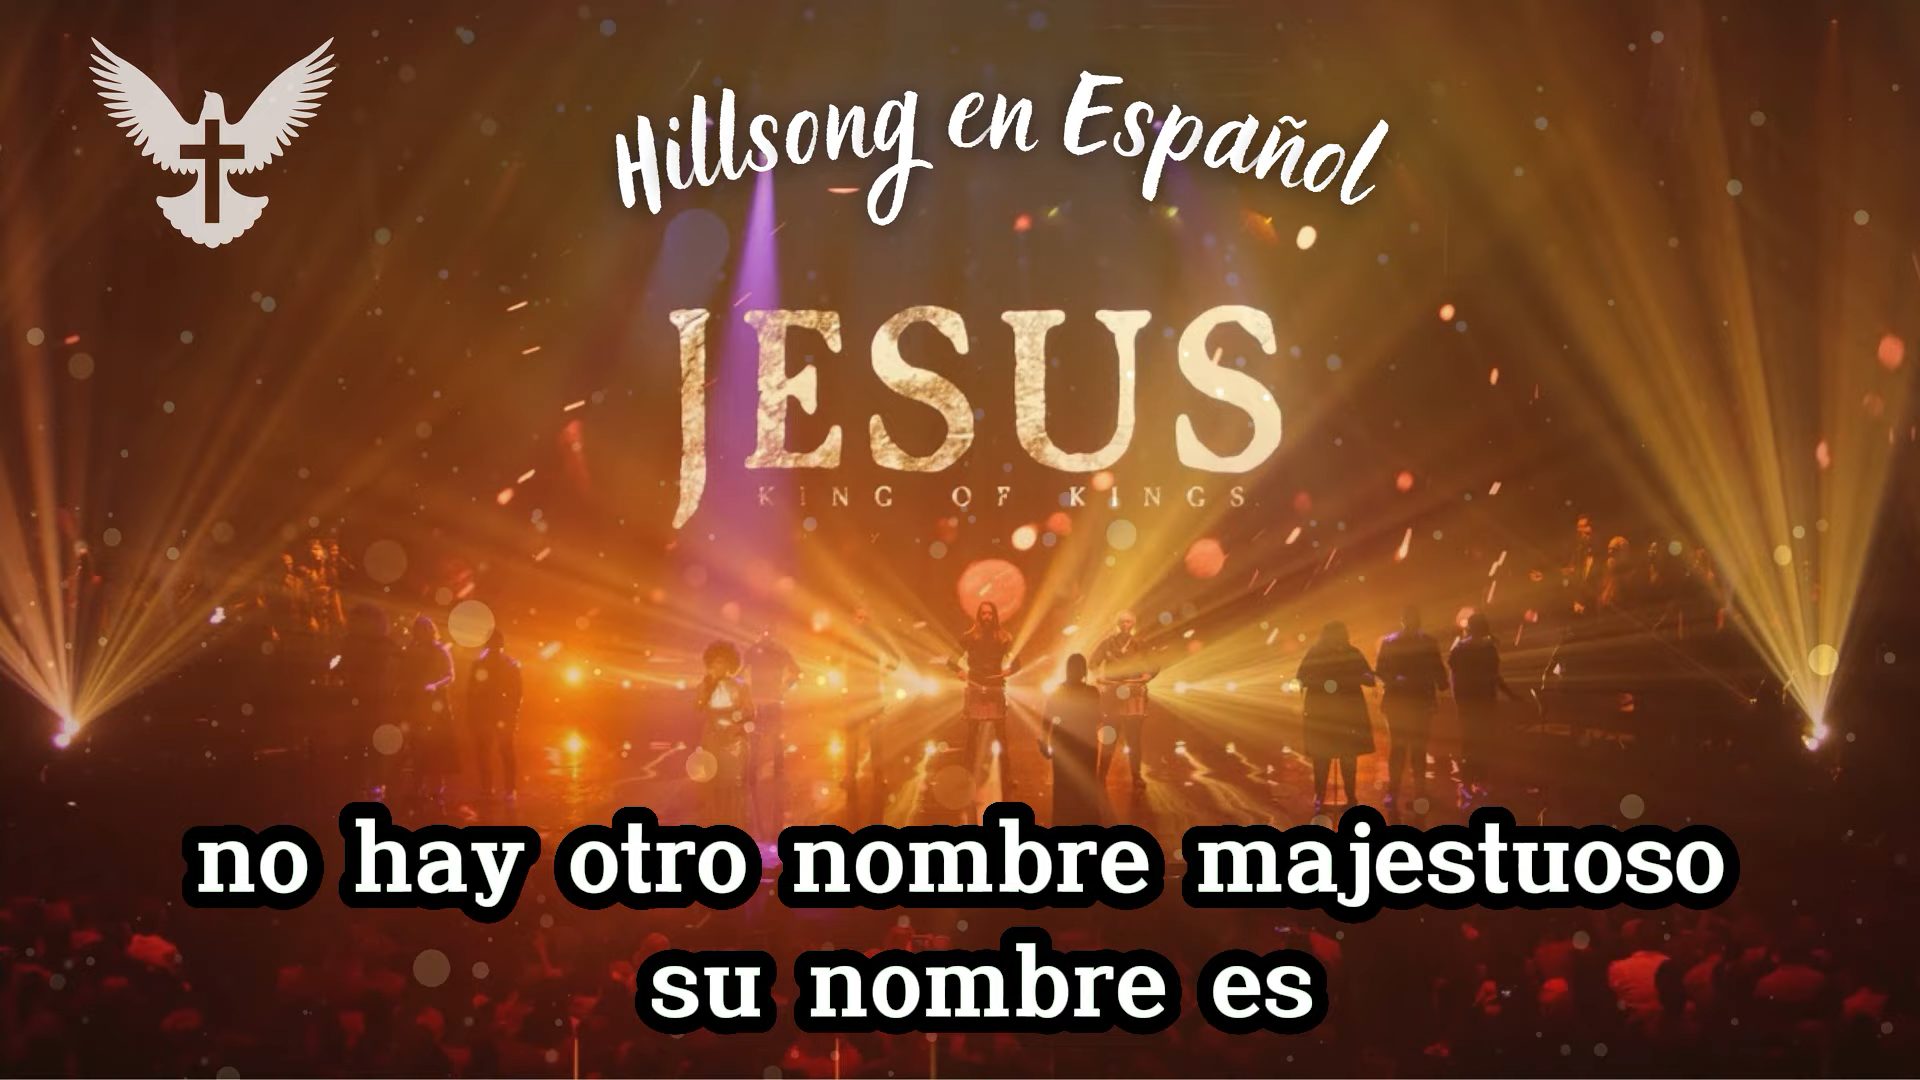 Hillsong en Español
JESUS
KING OF KINGS
no hay otro nombre majestuoso
su nombre es